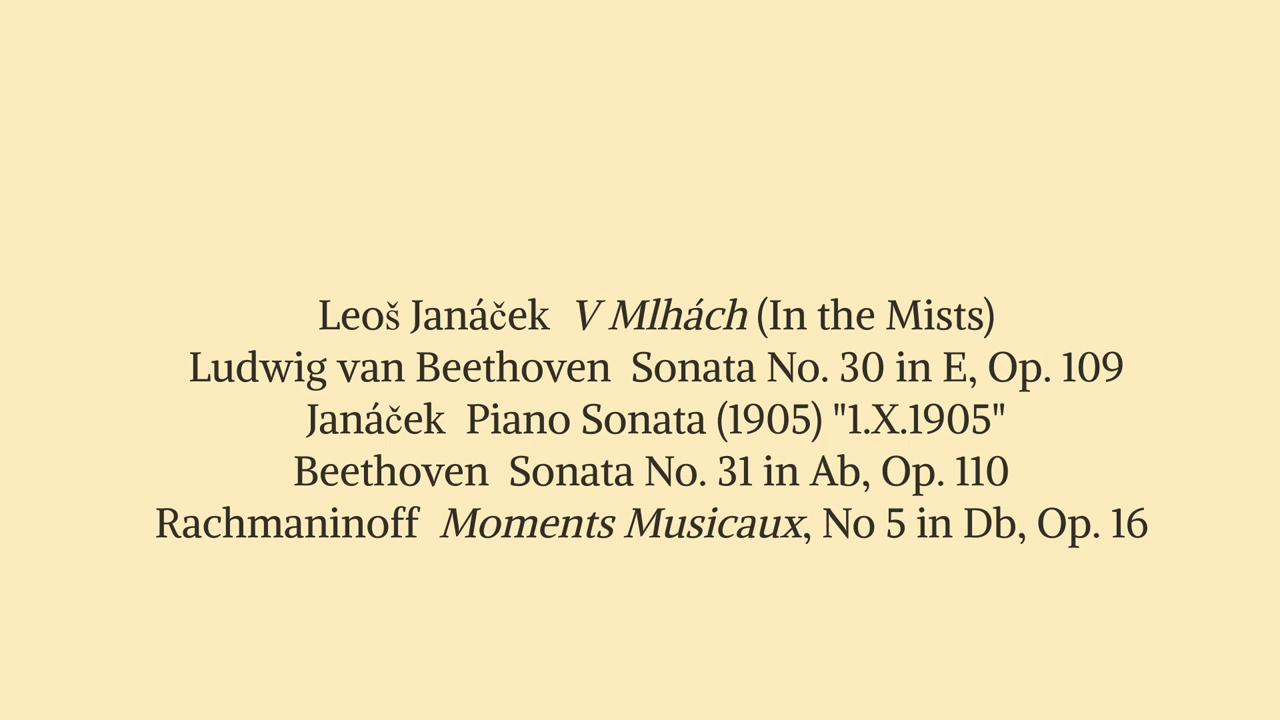 Leoš Janáček  V Mlhách (In the Mists)
Ludwig van Beethoven  Sonata No. 30 in E, Op. 109
Janáček  Piano Sonata (1905) "1.X.1905"
Beethoven  Sonata No. 31 in Ab, Op. 110
Rachmaninoff  Moments Musicaux, No 5 in Db, Op. 16